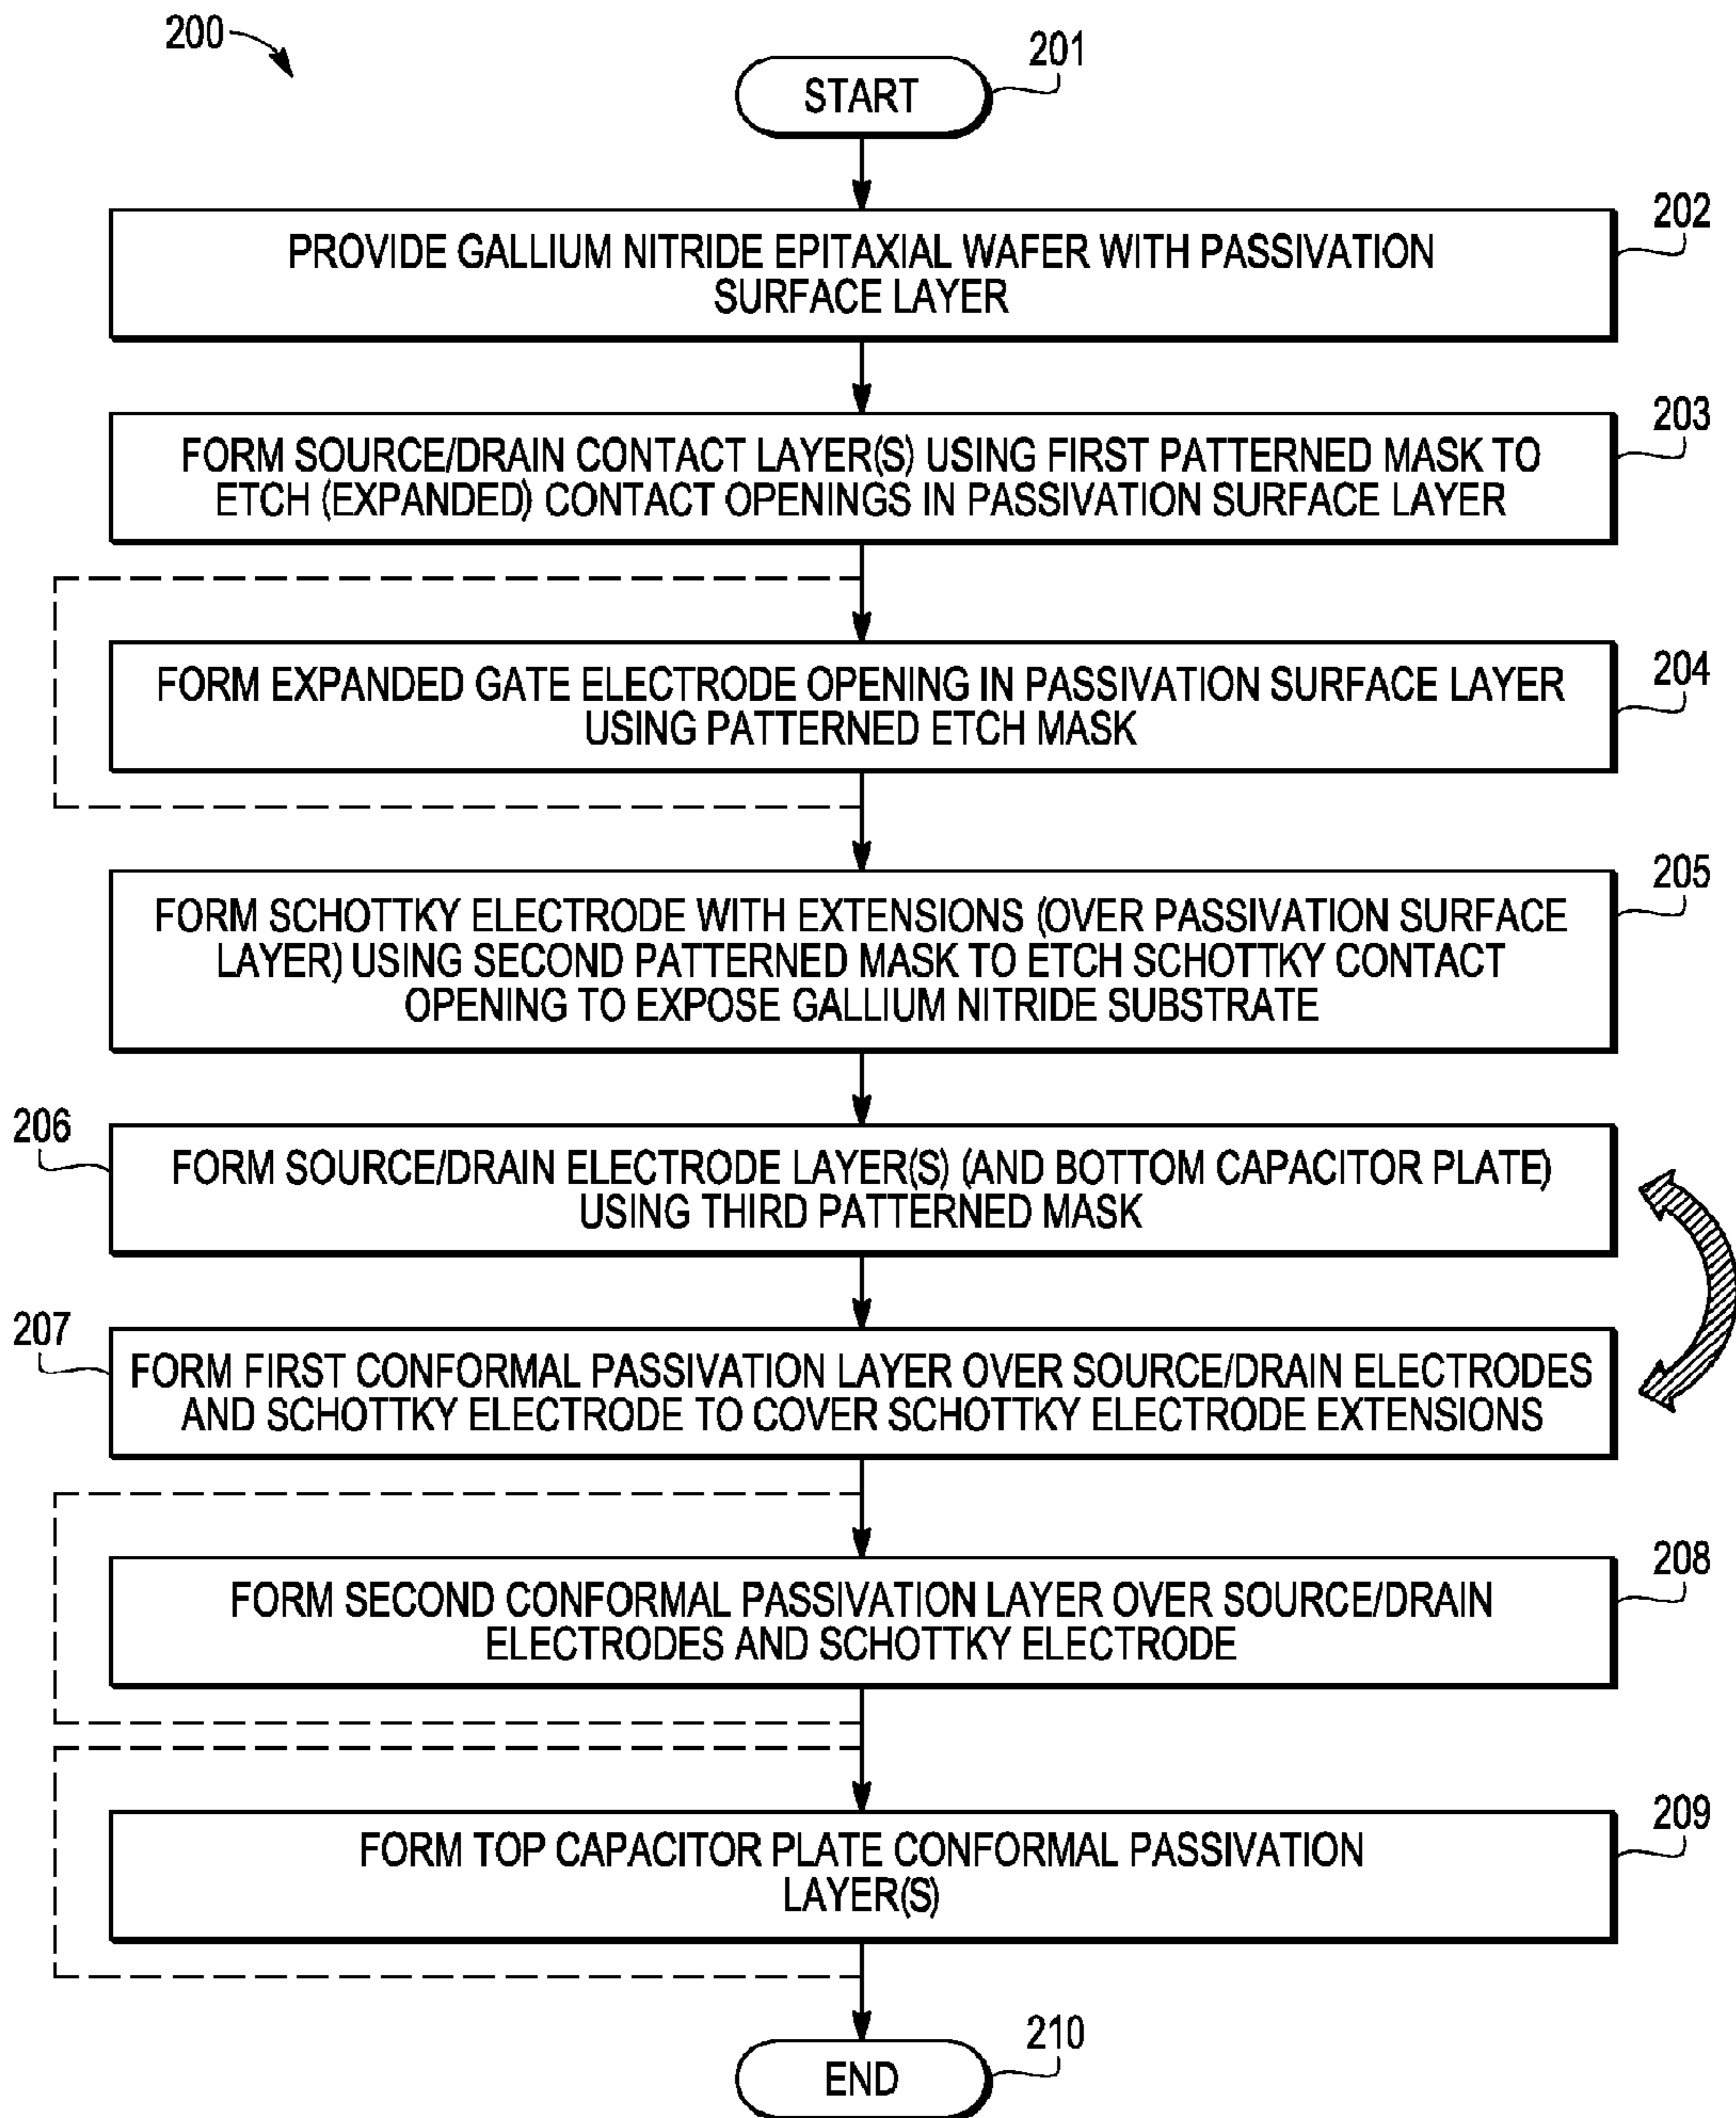 200
201
START
202
PROVIDE GALLIUM NITRIDE EPITAXIAL WAFER WITH PASSIVATION
SURFACE LAYER
203
FORM SOURCE/DRAIN CONTACT LAYER(S) USING FIRST PATTERNED MASK TO
ETCH (EXPANDED) CONTACT OPENINGS IN PASSIVATION SURFACE LAYER
204
FORM EXPANDED GATE ELECTRODE OPENING IN PASSIVATION SURFACE LAYER
USING PATTERNED ETCH MASK
205
FORM SCHOTTKY ELECTRODE WITH EXTENSIONS (OVER PASSIVATION SURFACE
LAYER) USING SECOND PATTERNED MASK TO ETCH SCHOTTKY CONTACT
OPENING TO EXPOSE GALLIUM NITRIDE SUBSTRATE
206
FORM SOURCE/DRAIN ELECTRODE LAYER(S) (AND BOTTOM CAPACITOR PLATE)
USING THIRD PATTERNED MASK
207
FORM FIRST CONFORMAL PASSIVATION LAYER OVER SOURCE/DRAIN ELECTRODES
AND SCHOTTKY ELECTRODE TO COVER SCHOTTKY ELECTRODE EXTENSIONS
208
FORM SECOND CONFORMAL PASSIVATION LAYER OVER SOURCE/DRAIN
ELECTRODES AND SCHOTTKY ELECTRODE
209
FORM TOP CAPACITOR PLATE CONFORMAL PASSIVATION
LAYER(S)
210
END